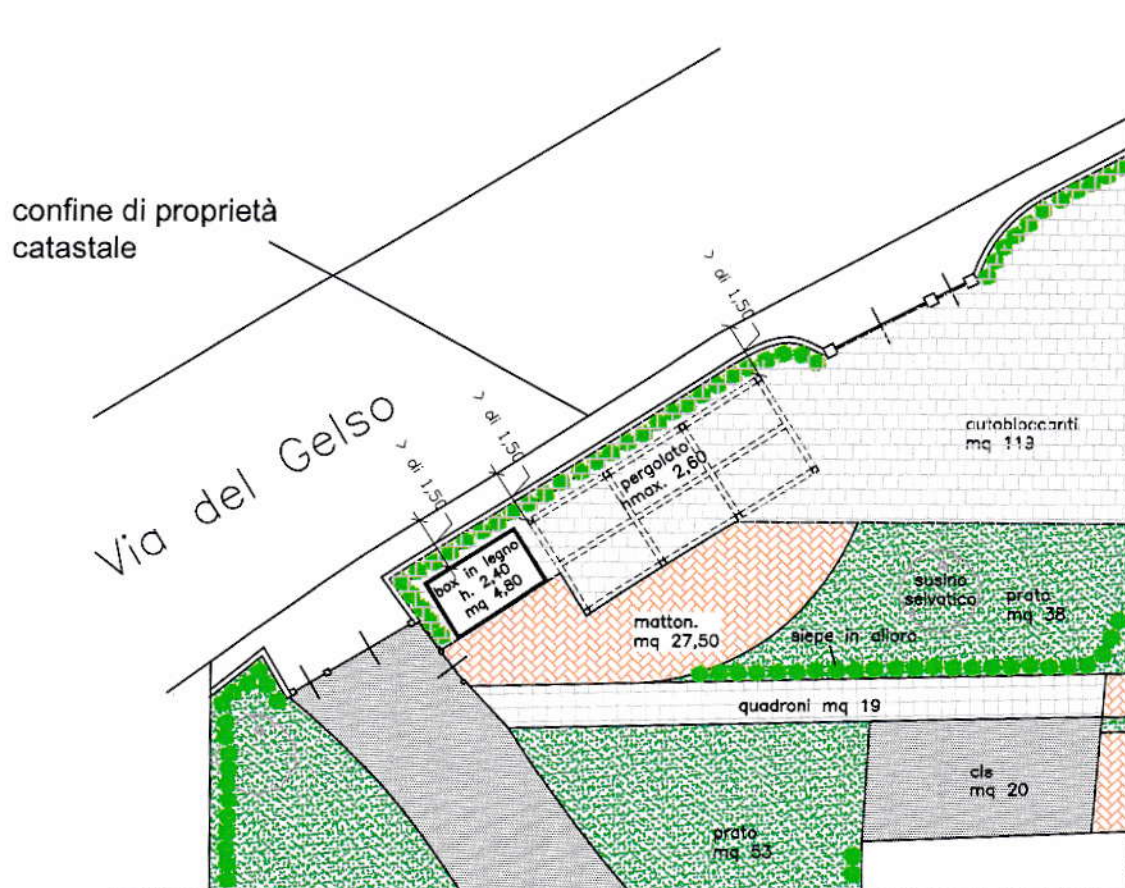 confine di proprietà
catastale
> di 1,50
> di 1,50
> di 1,50
Via del Gelso
autobloccanti
mq 113
pergolato
hmax. 2,60
box in legno
h. 2,40
mq 4,80
matton.
mq 27,50
susino
selvatico
prato
mq 38
siepe in alloro
quadroni mq 19
cls
mq 20
prato
mq 53